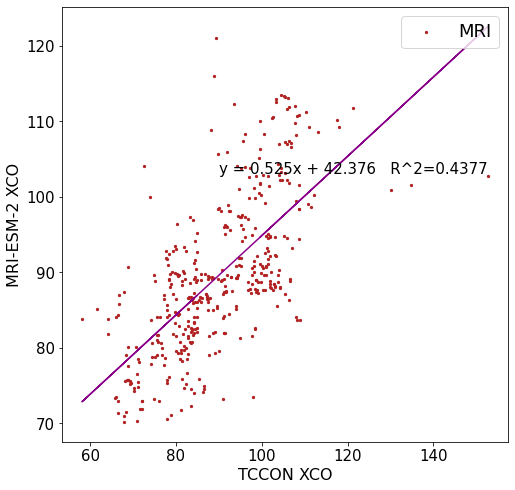 MRI
y = 0.525x + 42.376 R^2=0.4377
MRI-ESM-2 XCO
120
110
100
90
80
70
60 80 100 120 140
TCCON XCO